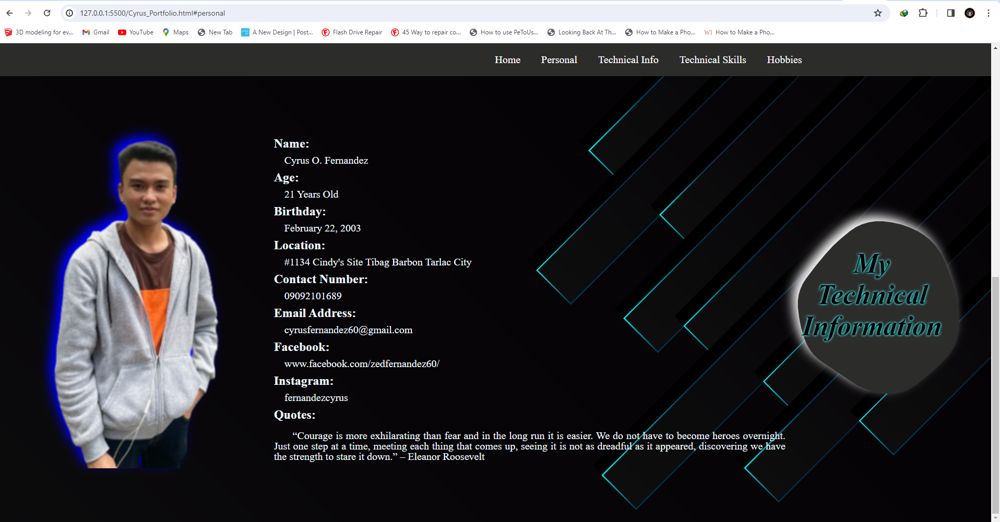 127.0.0.1:5500/Cyrus_Portfolio.html#personal
3D modeling for ev...
Gmail
YouTube
Maps
New Tab
A New Design | Post...
Flash Drive Repair
45 Way to repair co...
How to use PeToUs...
Looking Back At Th...
How to Make a Pho...
WI How to Make a Pho...
Home
Personal
Technical Info
Technical Skills
Hobbies
Name:
Cyrus O. Fernandez
Age:
21 Years Old
Birthday:
February 22, 2003
Location:
#1134 Cindy's Site Tibag Barbon Tarlac City
Contact Number:
09092101689
Email Address:
cyrusfernandez60@gmail.com
Facebook:
www.facebook.com/zedfernandez60/
Instagram:
fernandezcyrus
Quotes:
“Courage is more exhilarating than fear and in the long run it is easier. We do not have to become heroes overnight.
Just one step at a time, meeting each thing that comes up, seeing it is not as dreadful as it appeared, discovering we have
the strength to stare it down.” – Eleanor Roosevelt
My
Technical
Information